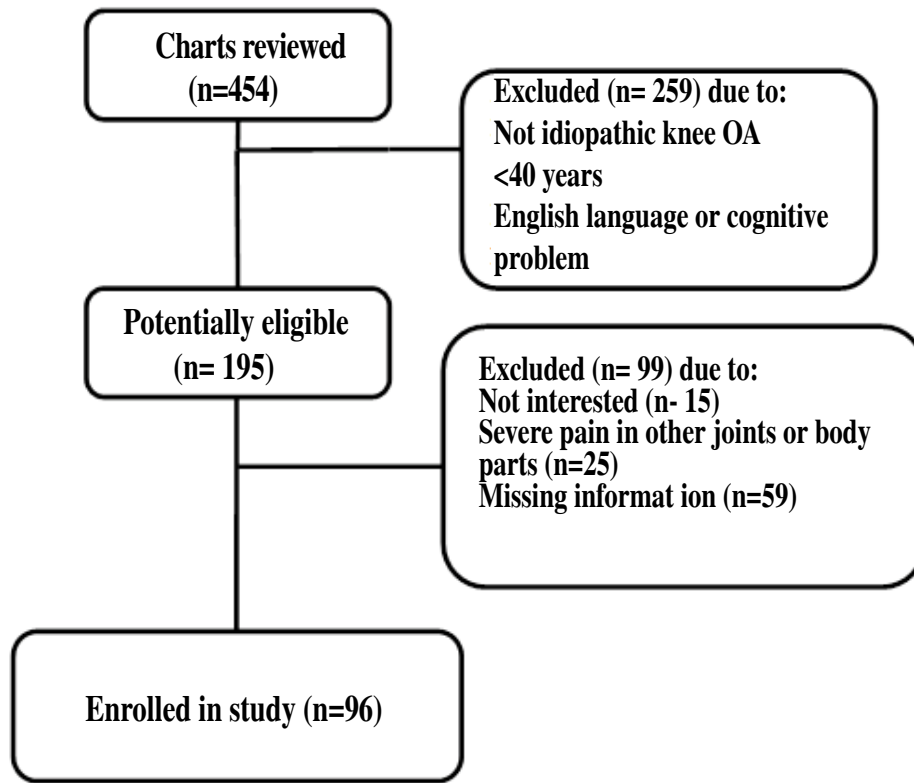 Charts reviewed
(n=454)
Excluded (n= 259) due to:
Not idiopathic knee OA
<40 years
English language or cognitive
problem
Potentially eligible
(n= 195)
Excluded (n= 99) due to:
Not interested (n- 15)
Severe pain in other joints or body
parts (n=25)
Missing informat ion (n=59)
Enrolled in study (n=96)